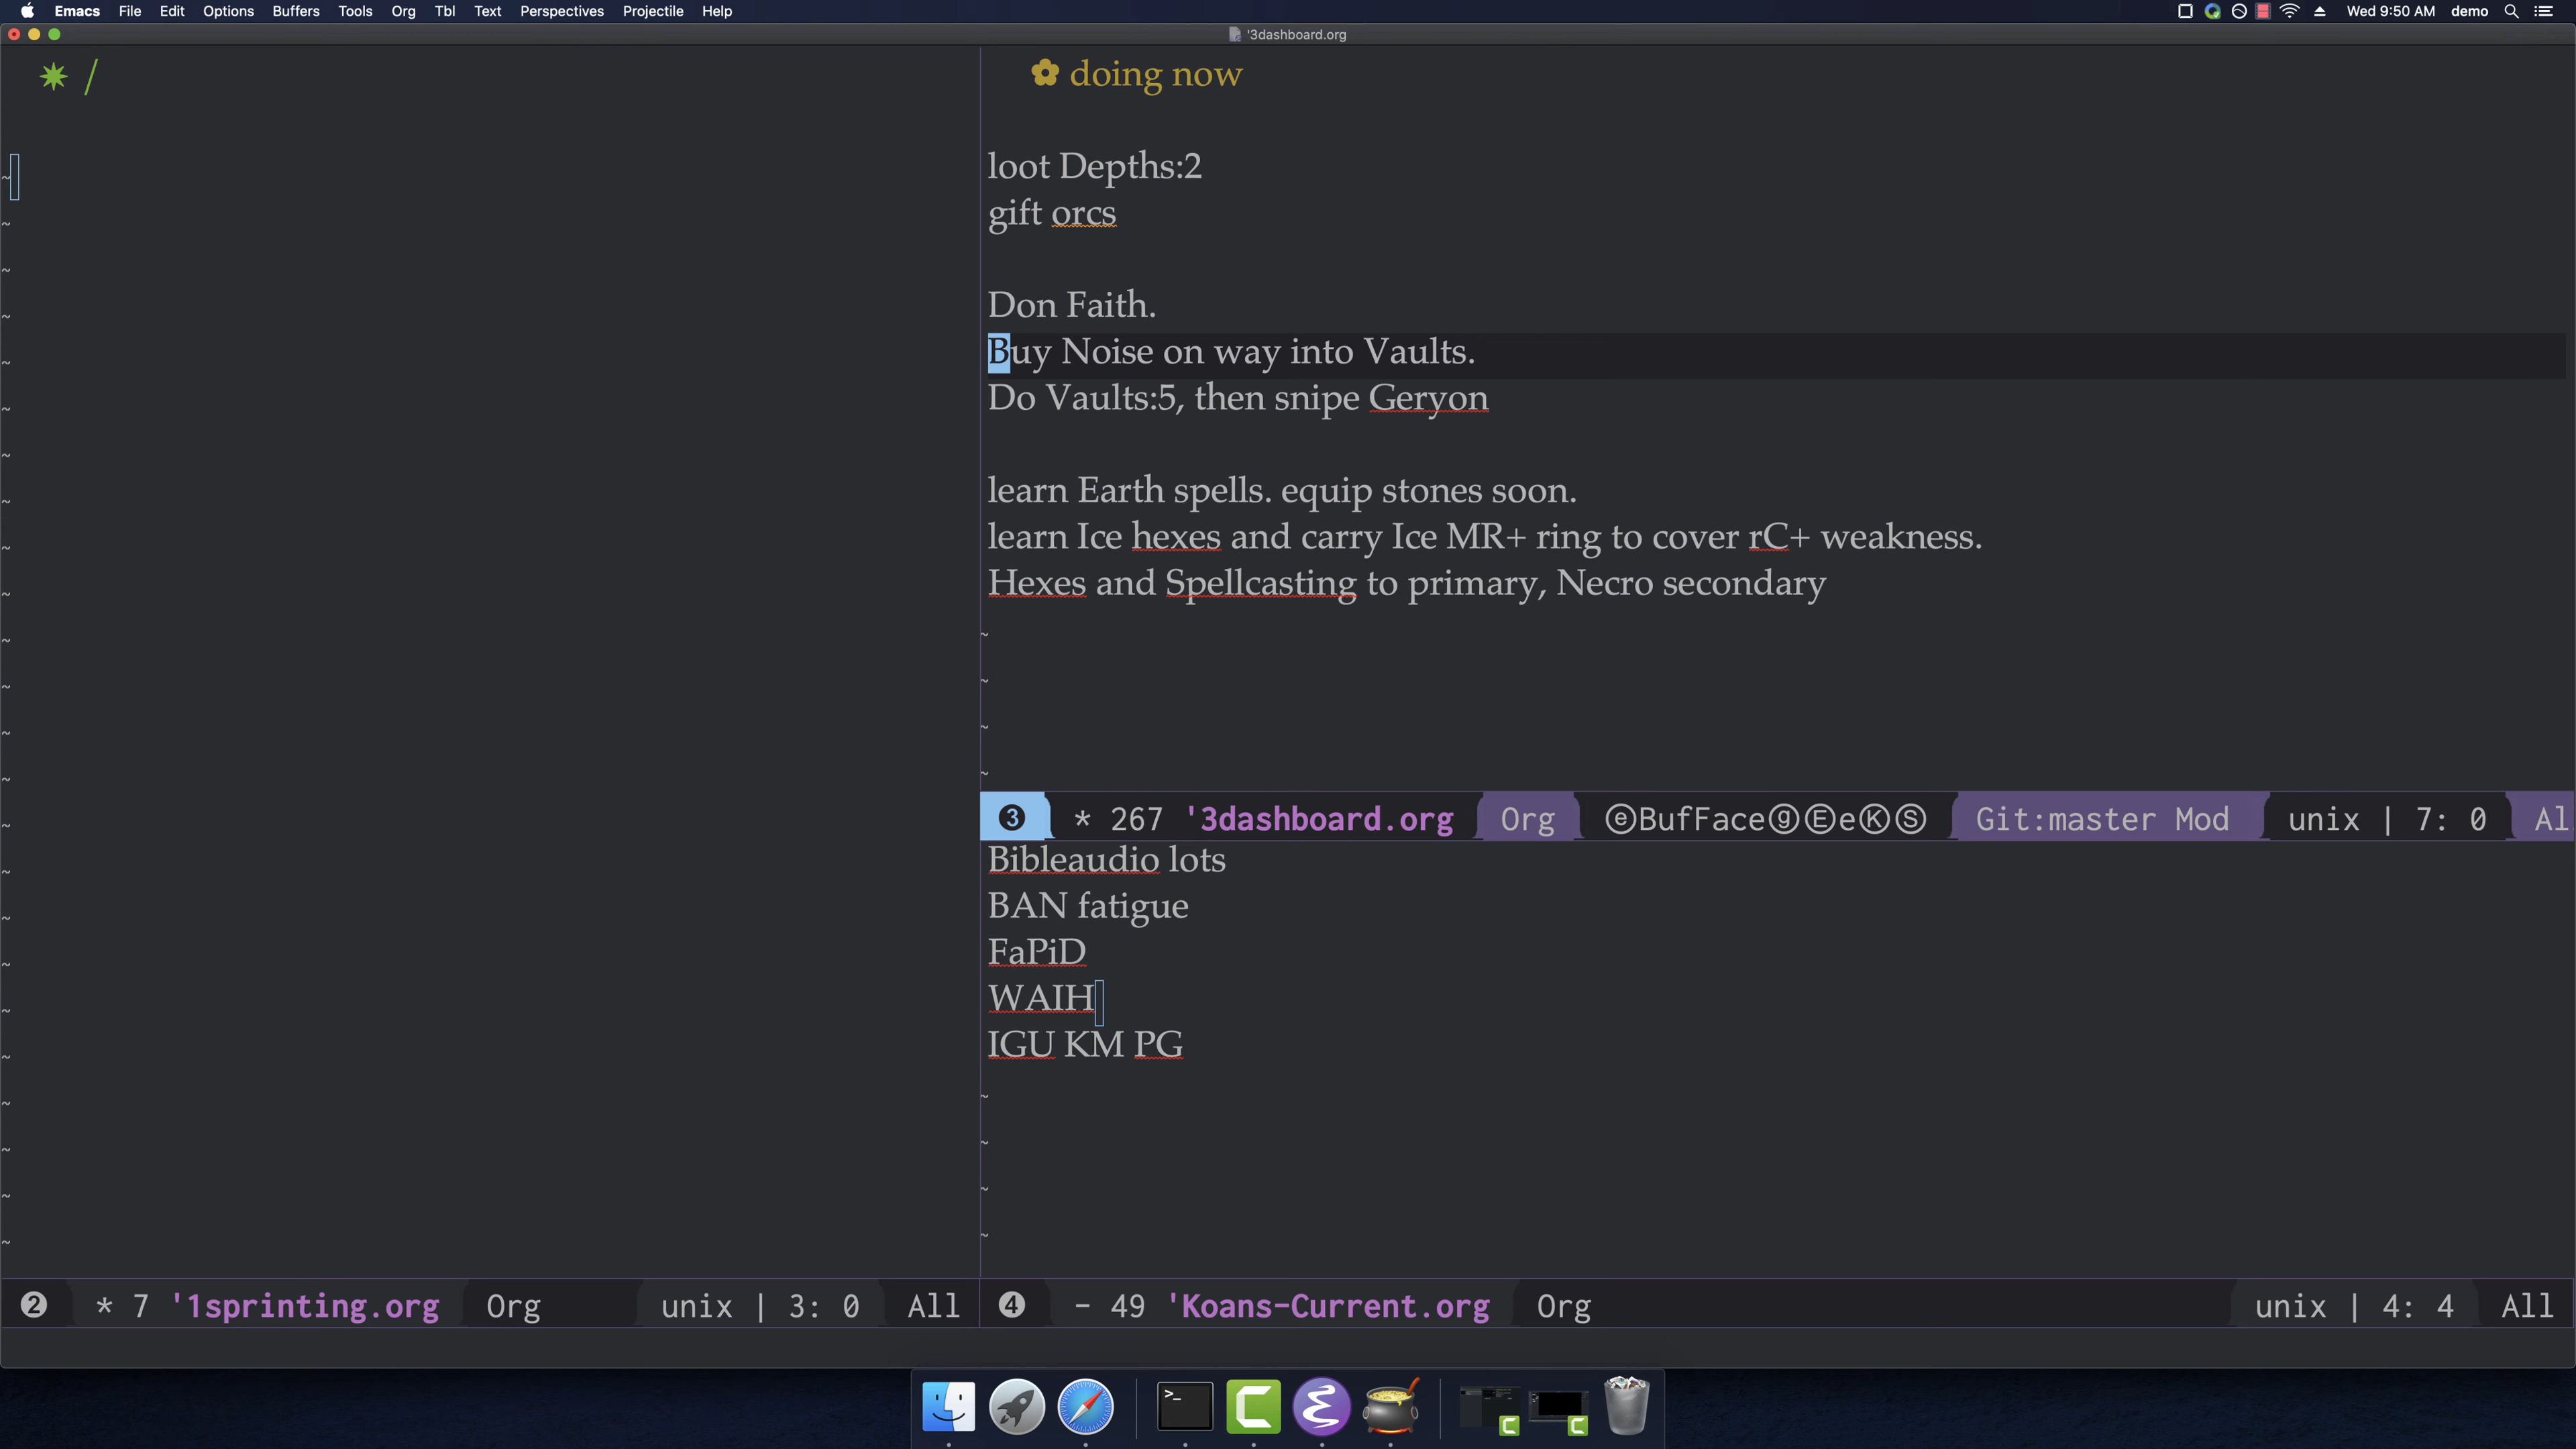 Emacs File Edit Options Buffers Tools Org Tbl Text Perspectives Projectile Help Wed 9:50 AM demo
'3dashboard.org
/
doing now
loot Depths:2
gift orcs
Don Faith.
Buy Noise on way into Vaults.
Do Vaults:5, then snipe Geryon
learn Earth spells. equip stones soon.
learn Ice hexes and carry Ice MR+ ring to cover rC+ weakness.
Hexes and Spellcasting to primary, Necro secondary
❸ * 267 '3dashboard.org Org ⓔBufFaceⓖⒺeⓀⓈ Git:master Mod unix | 7: 0 Al
Bibleaudio lots
BAN fatigue
FaPiD
WAIH
IGU KM PG
❷ * 7 '1sprinting.org Org unix | 3: 0 All
❹ - 49 'Koans-Current.org Org unix | 4: 4 All